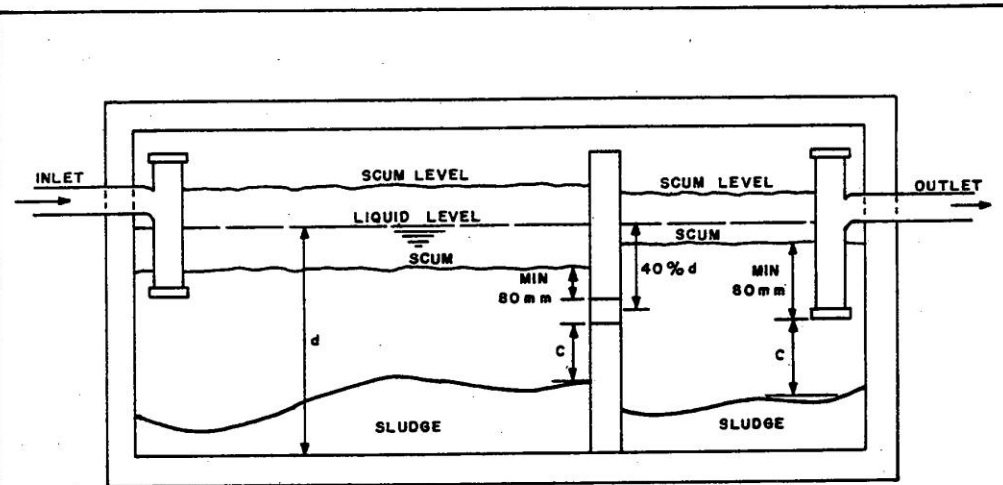 INLET
SCUM LEVEL
SCUM LEVEL
OUTLET
LIQUID LEVEL
SCUM
SCUM
40% d
MIN
80mm
MIN
80mm
d
C
C
SLUDGE
SLUDGE